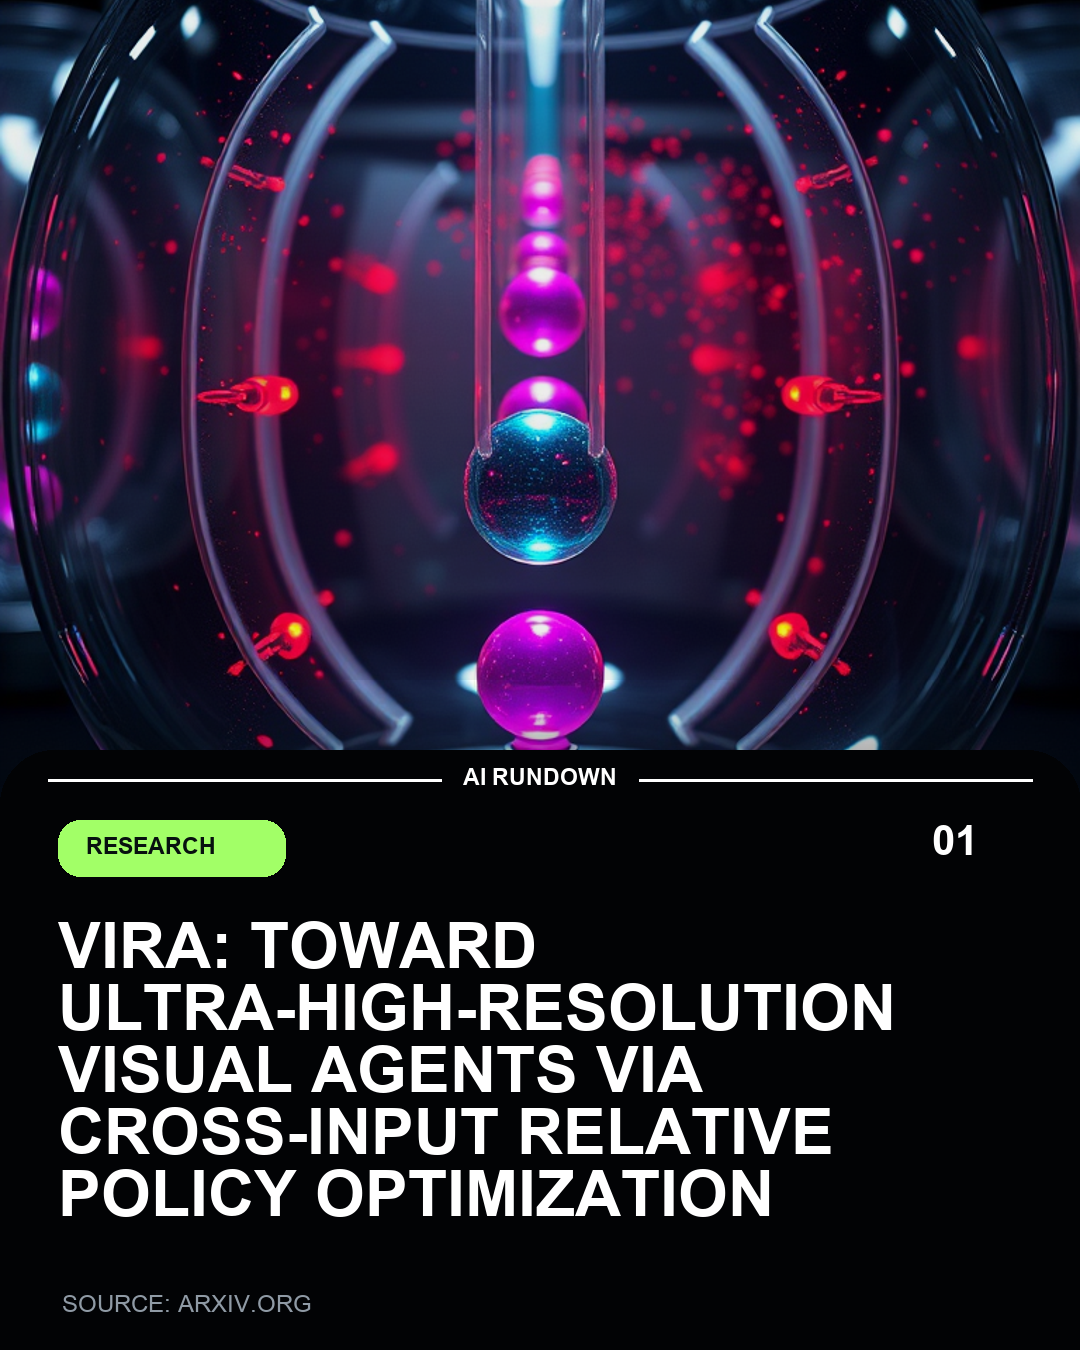 AI RUNDOWN
RESEARCH
01
VIRA: TOWARD
ULTRA-HIGH-RESOLUTION
VISUAL AGENTS VIA
CROSS-INPUT RELATIVE
POLICY OPTIMIZATION
SOURCE: ARXIV.ORG